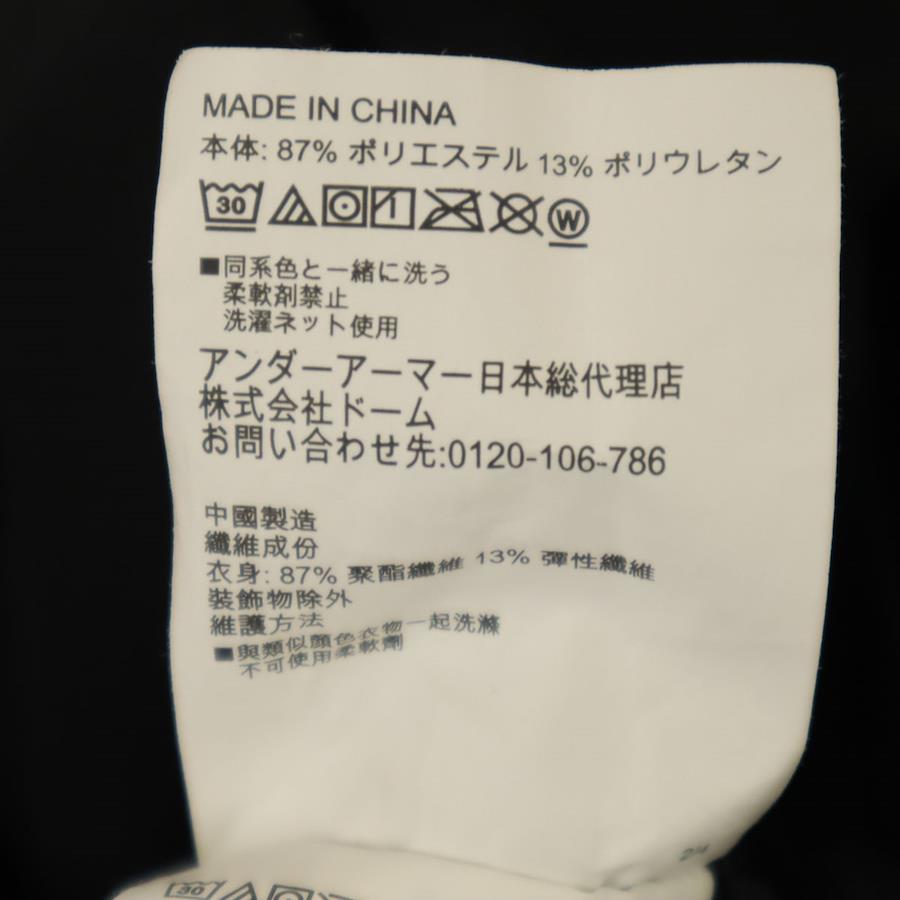 MADE IN CHINA
本体: 87% ポリエステル 13% ポリウレタン
30 W
■同系色と一緒に洗う
柔軟剤禁止
洗濯ネット使用
アンダーアーマー日本総代理店
株式会社ドーム
お問い合わせ先:0120-106-786
中國製造
纖維成份
衣身: 87% 聚酯纖維 13% 彈性纖維
裝飾物除外
維護方法
■與類似顏色衣物一起洗滌
不可使用柔軟劑
30